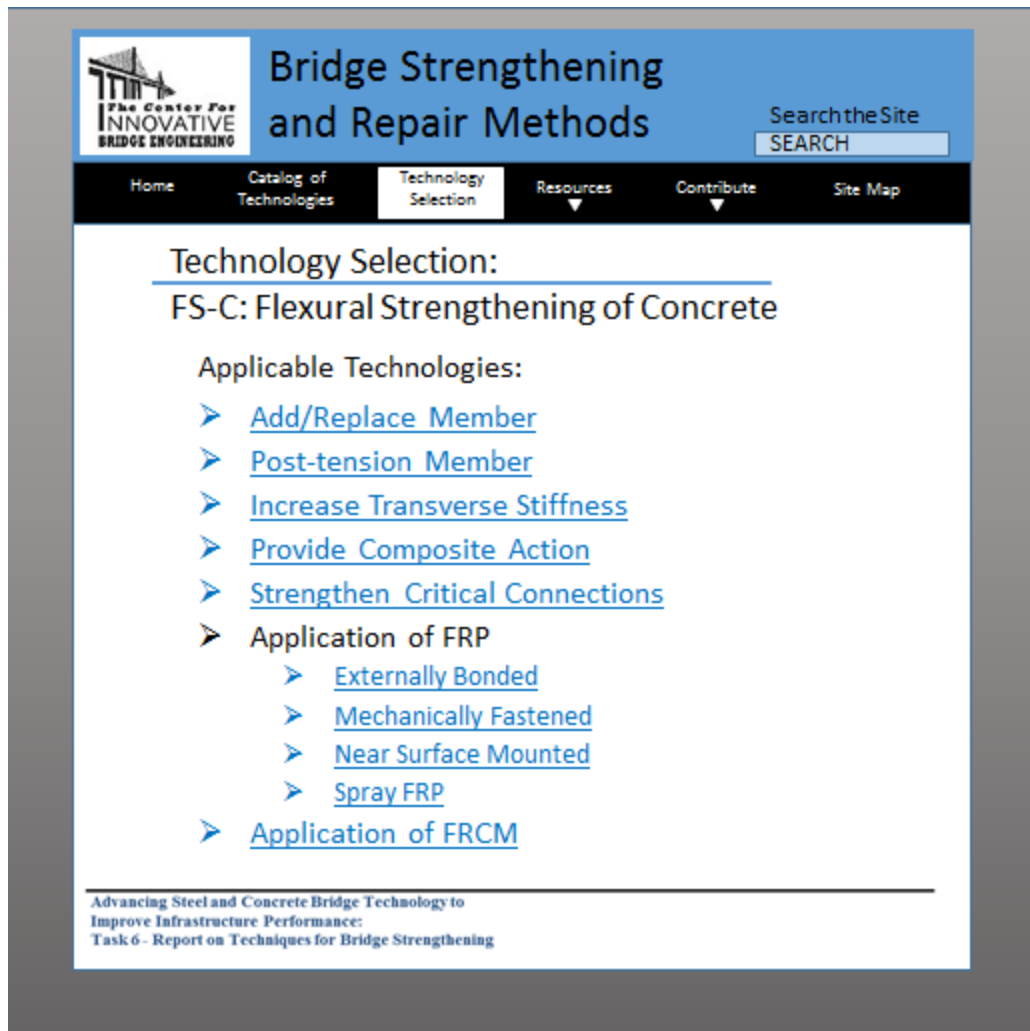 The Center For
INNOVATIVE
BRIDGE ENGINEERING
Bridge Strengthening
and Repair Methods
Search the Site
SEARCH
Home
Catalog of
Technologies
Technology
Selection
Resources
Contribute
Site Map
Technology Selection:
FS-C: Flexural Strengthening of Concrete
Applicable Technologies:
Add/Replace Member
Post-tension Member
Increase Transverse Stiffness
Provide Composite Action
Strengthen Critical Connections
Application of FRP
Externally Bonded
Mechanically Fastened
Near Surface Mounted
Spray FRP
Application of FRCM
Advancing Steel and Concrete Bridge Technology to
Improve Infrastructure Performance:
Task 6 - Report on Techniques for Bridge Strengthening